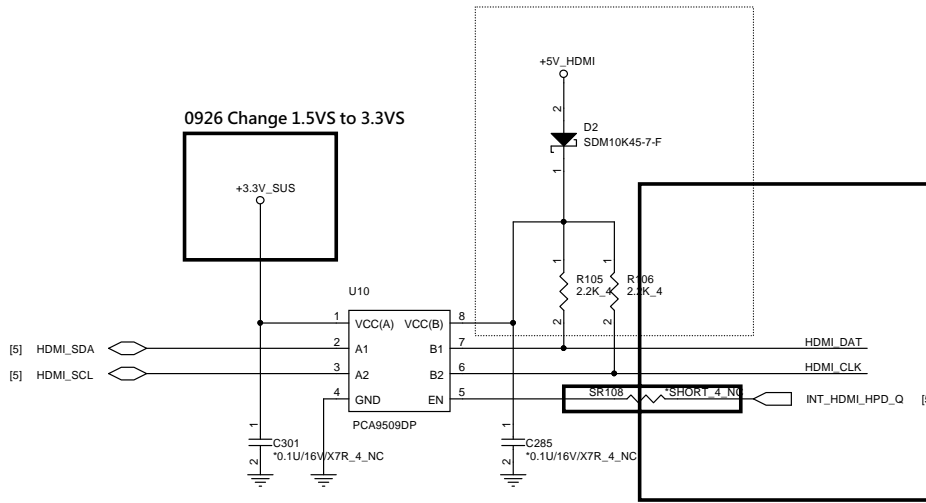 +5V_HDMI
2
D2
SDM10K45-7-F
1
0926 Change 1.5VS to 3.3VS
+3.3V_SUS
1
1
R105
R106
2.2K_4
2.2K_4
2
2
U10
1
VCC(A)
VCC(B)
8
[5]
HDMI_SDA
2
A1
B1
7
HDMI_DAT
[5]
HDMI_SCL
3
A2
B2
6
HDMI_CLK
4
GND
EN
5
SR108
*SHORT_4_NC
INT_HDMI_HPD_Q
PCA9509DP
1
C301
*0.1U/16V/X7R_4_NC
2
1
C285
*0.1U/16V/X7R_4_NC
2